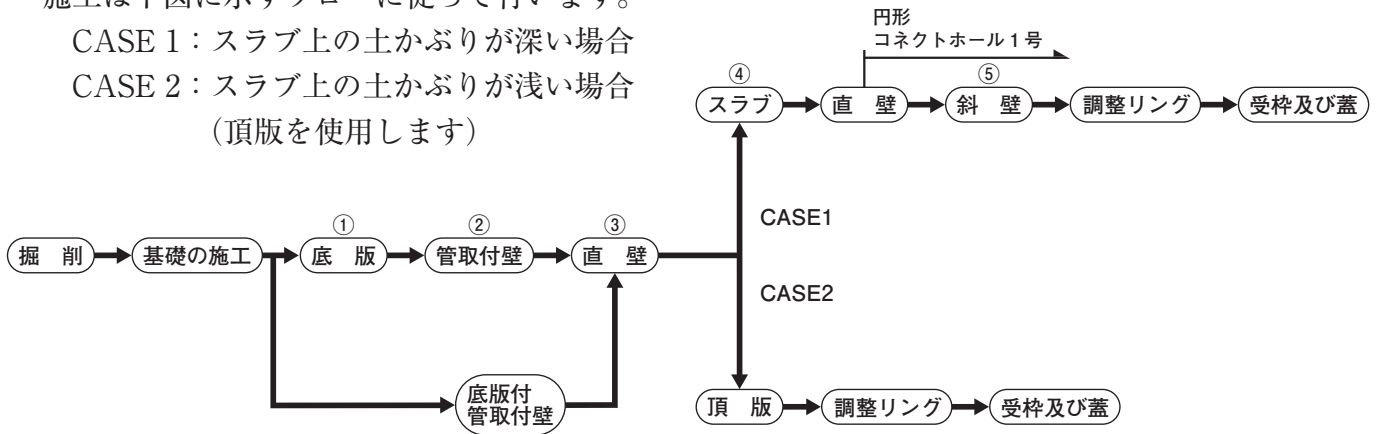 施工は下図に示すフローに従って行います。
CASE 1：スラブ上の土かぶりが深い場合
CASE 2：スラブ上の土かぶりが浅い場合
（頂版を使用します）
円形
コネクトホール1号
④
⑤
スラブ
直 壁
斜 壁
調整リング
受枠及び蓋
CASE1
①
②
③
掘 削
基礎の施工
底 版
管取付壁
直 壁
CASE2
底版付
管取付壁
頂 版
調整リング
受枠及び蓋